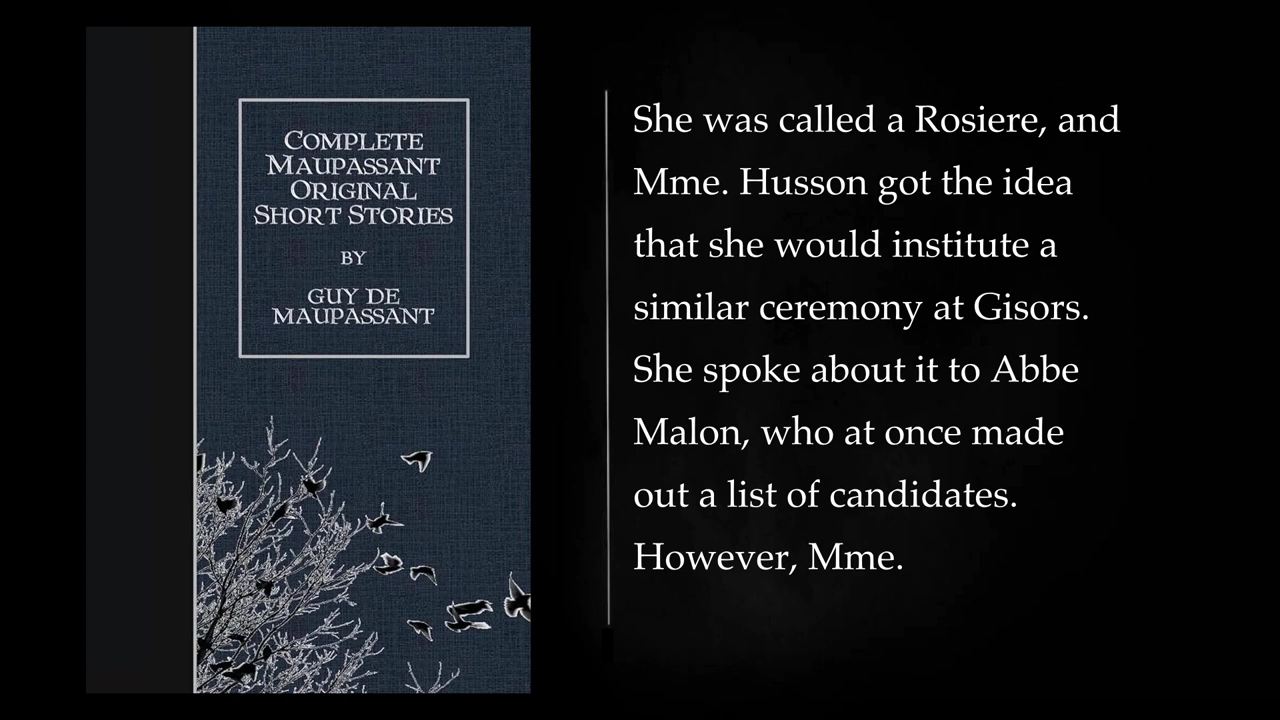 COMPLETE
MAUPASSANT
ORIGINAL
SHORT STORIES
BY
GUY DE
MAUPASSANT
She was called a Rosiere, and
Mme. Husson got the idea
that she would institute a
similar ceremony at Gisors.
She spoke about it to Abbe
Malon, who at once made
out a list of candidates.
However, Mme.